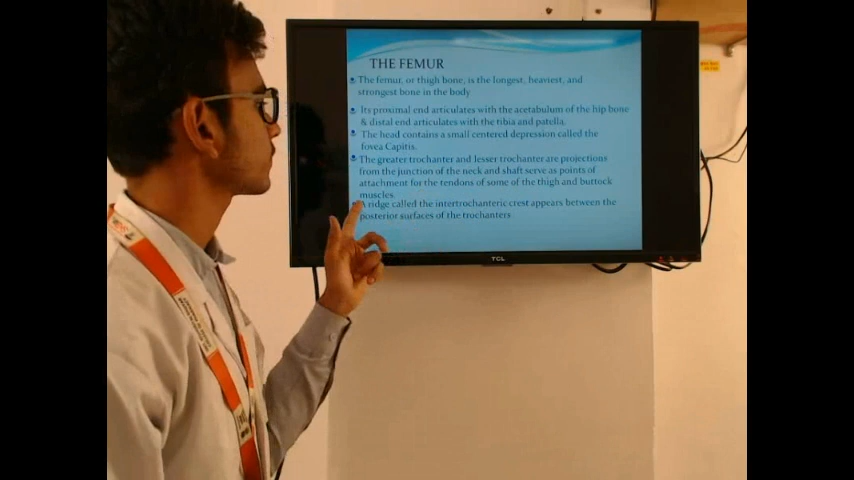 THE FEMUR
The femur, or thigh bone, is the longest, heaviest, and
strongest bone in the body
Its proximal end articulates with the acetabulum of the hip bone
& distal end articulates with the tibia and patella.
The head contains a small centered depression called the
fovea Capitis.
The greater trochanter and lesser trochanter are projections
from the junction of the neck and shaft serve as points of
attachment for the tendons of some of the thigh and buttock
muscles.
A ridge called the intertrochanteric crest appears between the
posterior surfaces of the trochanters
TCL